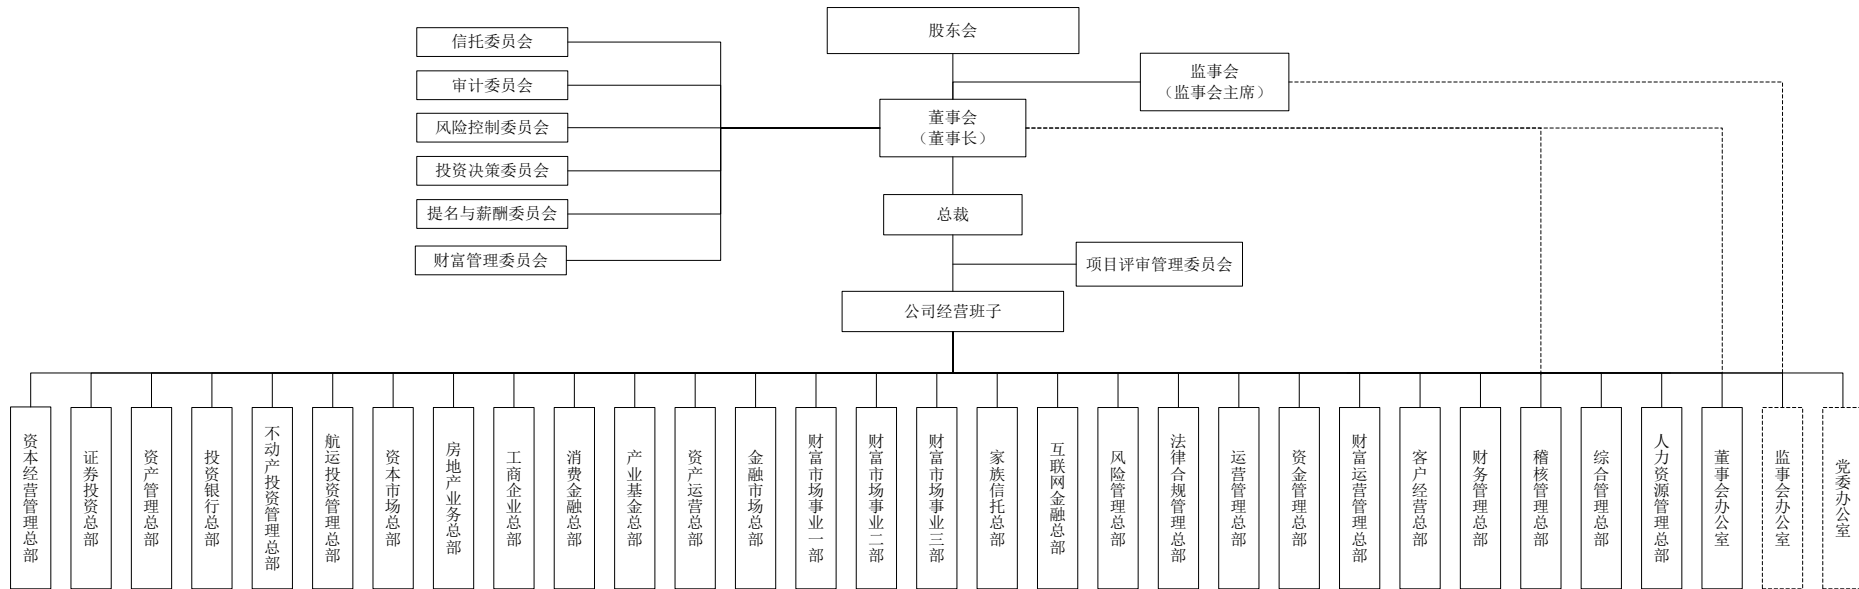 股东会
信托委员会
审计委员会
风险控制委员会
投资决策委员会
提名与薪酬委员会
财富管理委员会
监事会
（监事会主席）
董事会
（董事长）
总裁
项目评审管理委员会
公司经营班子
资本经营管理总部
证券投资总部
资产管理总部
投资银行总部
不动产投资管理总部
航运投资管理总部
资本市场总部
房地产业务总部
工商企业总部
消费金融总部
产业基金总部
资产运营总部
金融市场总部
财富市场事业一部
财富市场事业二部
财富市场事业三部
家族信托总部
互联网金融总部
风险管理总部
法律合规管理总部
运营管理总部
资金管理总部
财富运营管理总部
客户经营总部
财务管理总部
稽核管理总部
综合管理总部
人力资源管理总部
董事会办公室
监事会办公室
党委办公室